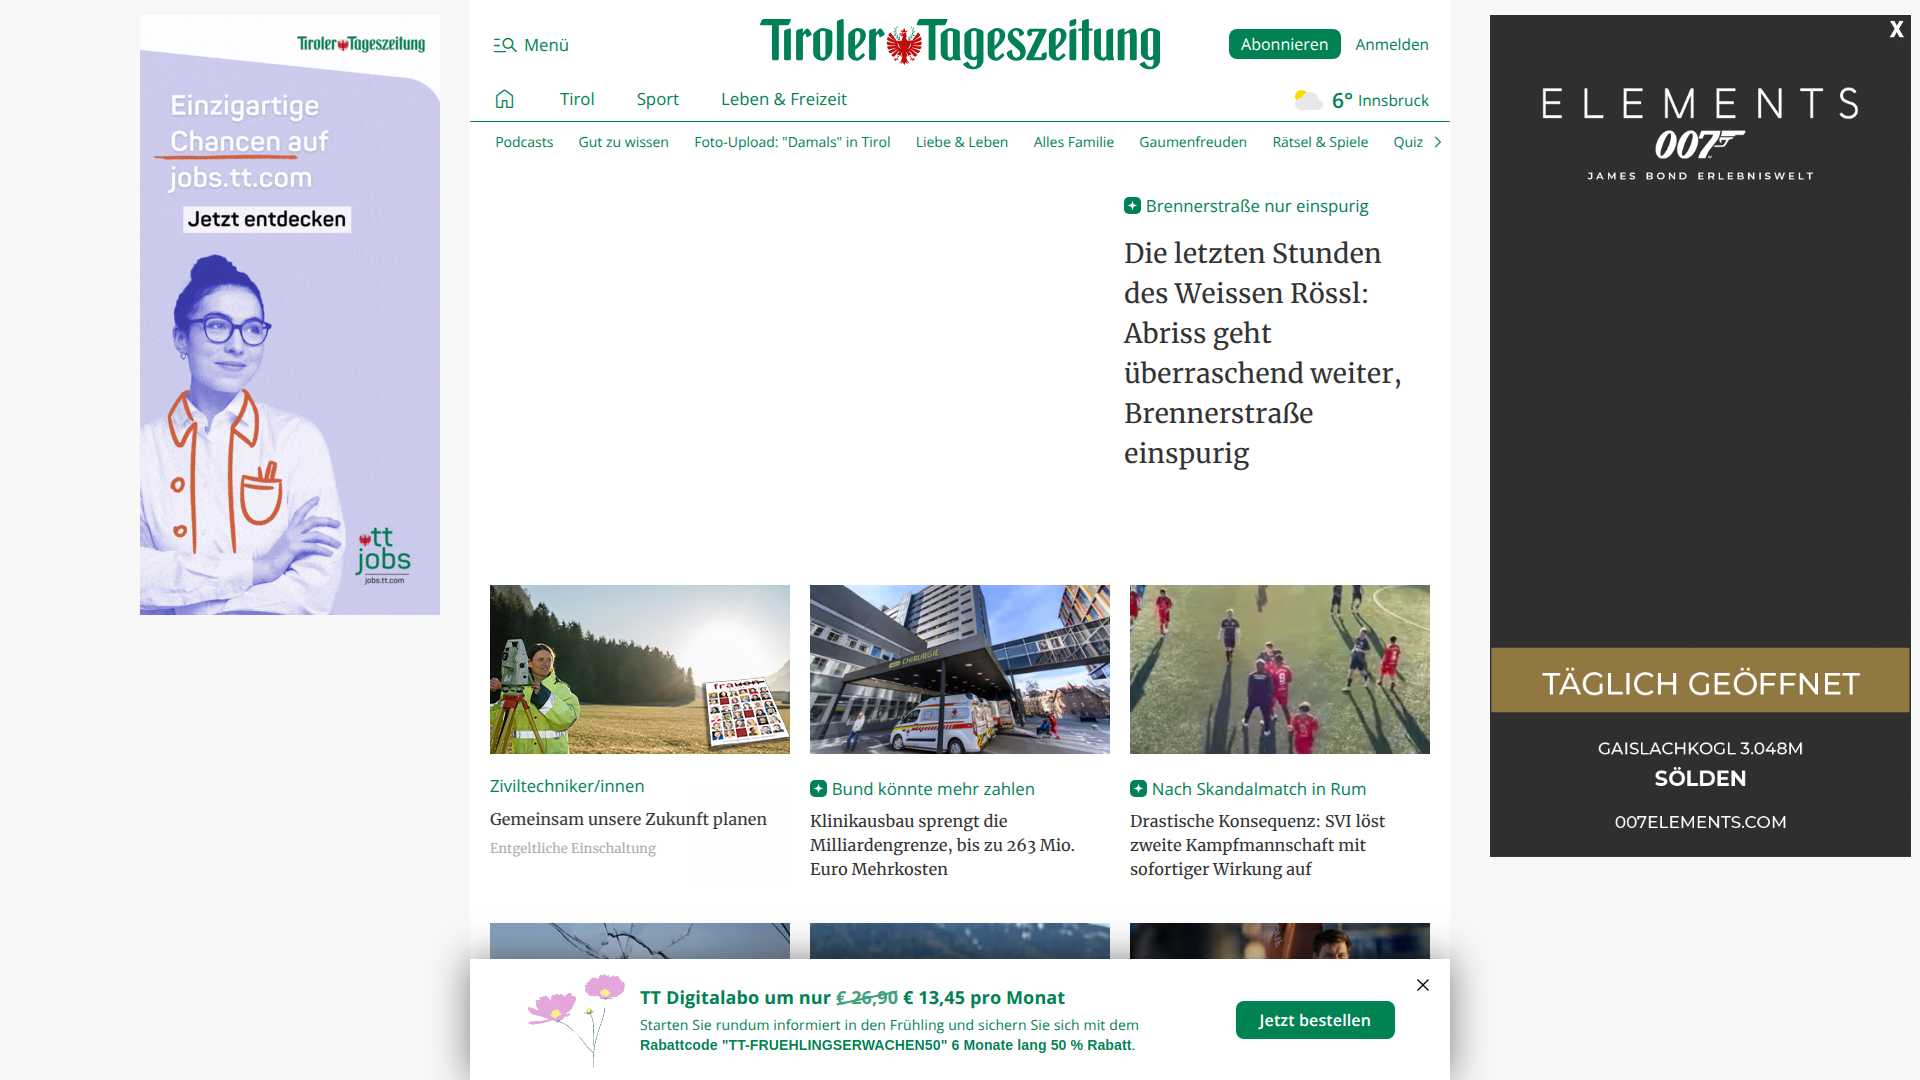 Tiroler Tageszeitung
Einzigartige
Chancen auf
jobs.tt.com
Jetzt entdecken
tt
jobs
jobs.tt.com
Menü
Tiroler Tageszeitung
Abonnieren
Anmelden
Tirol
Sport
Leben & Freizeit
6° Innsbruck
Podcasts
Gut zu wissen
Foto-Upload: "Damals" in Tirol
Liebe & Leben
Alles Familie
Gaumenfreuden
Rätsel & Spiele
Quiz
Brennerstraße nur einspurig
Die letzten Stunden
des Weissen Rössl:
Abriss geht
überraschend weiter,
Brennerstraße
einspurig
frauen
CHIRURGIE
Ziviltechniker/innen
Gemeinsam unsere Zukunft planen
Entgeltliche Einschaltung
Bund könnte mehr zahlen
Klinikausbau sprengt die
Milliardengrenze, bis zu 263 Mio.
Euro Mehrkosten
Nach Skandalmatch in Rum
Drastische Konsequenz: SVI löst
zweite Kampfmannschaft mit
sofortiger Wirkung auf
TT Digitalabo um nur € 26,90 € 13,45 pro Monat
Starten Sie rundum informiert in den Frühling und sichern Sie sich mit dem
Rabattcode "TT-FRUEHLINGSERWACHEN50" 6 Monate lang 50 % Rabatt.
Jetzt bestellen
X
ELEMENTS
007
JAMES BOND ERLEBNISWELT
TÄGLICH GEÖFFNET
GAISLACHKOGL 3.048M
SÖLDEN
007ELEMENTS.COM